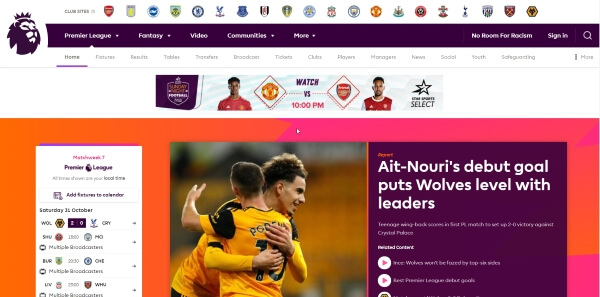 CLUB SITES
Premier League Fantasy Video Communities More No Room For Racism Sign in
Home Fixtures Results Tables Transfers Broadcast Tickets Clubs Players Managers News Social Youth Safeguarding More
SUNDAY NIGHT FOOTBALL
WATCH
VS
10:00 PM
STAR SPORTS
SELECT
Matchweek 7
Premier League
All times shown are your local time
Add fixtures to calendar
Saturday 31 October
WOL 2 - 0 CRY
SHU MCI
Multiple Broadcasters
BUR 20:30 CHE
Multiple Broadcasters
LIV 23:00 WHU
Multiple Broadcasters
Report
Ait-Nouri's debut goal
puts Wolves level with
leaders
Teenage wing-back scores in first PL match to set up 2-0 victory against
Crystal Palace
Related Content
Ince: Wolves won't be fazed by top-six sides
Best Premier League debut goals